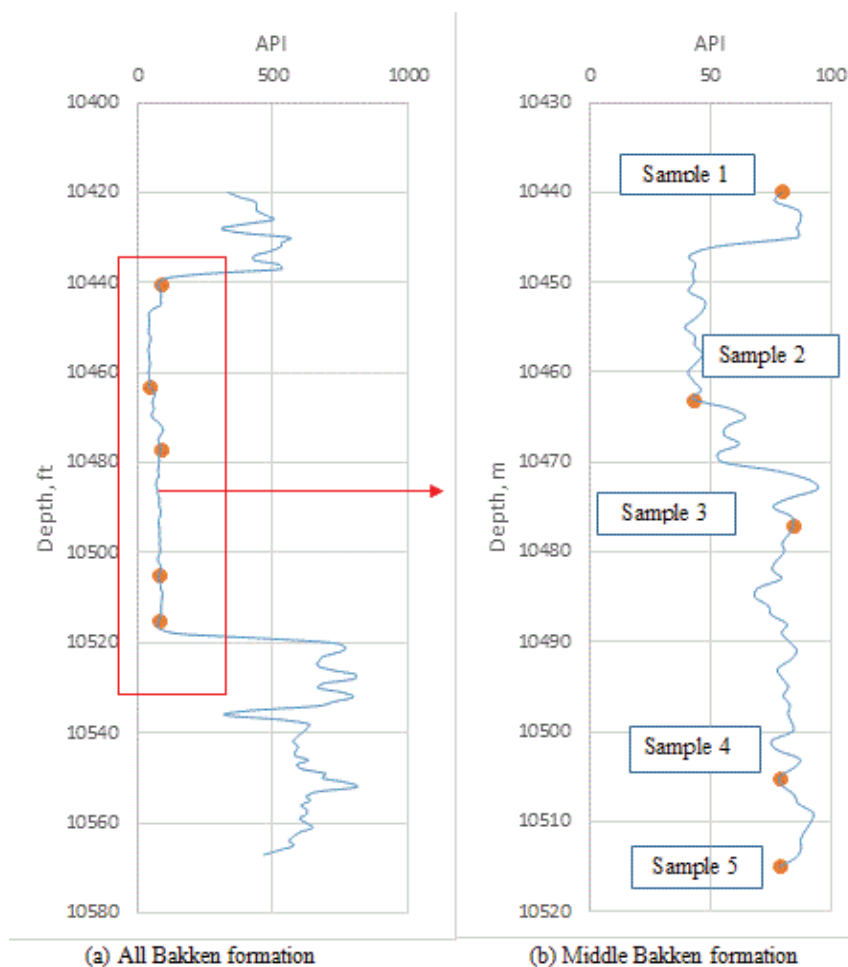 API
0 500 1000
10400
10420
10440
10460
10480
10500
10520
10540
10560
10580
Depth, ft
(a) All Bakken formation
API
0 50 100
10430
10440
10450
10460
10470
10480
10490
10500
10510
10520
Depth, m
Sample 1
Sample 2
Sample 3
Sample 4
Sample 5
(b) Middle Bakken formation